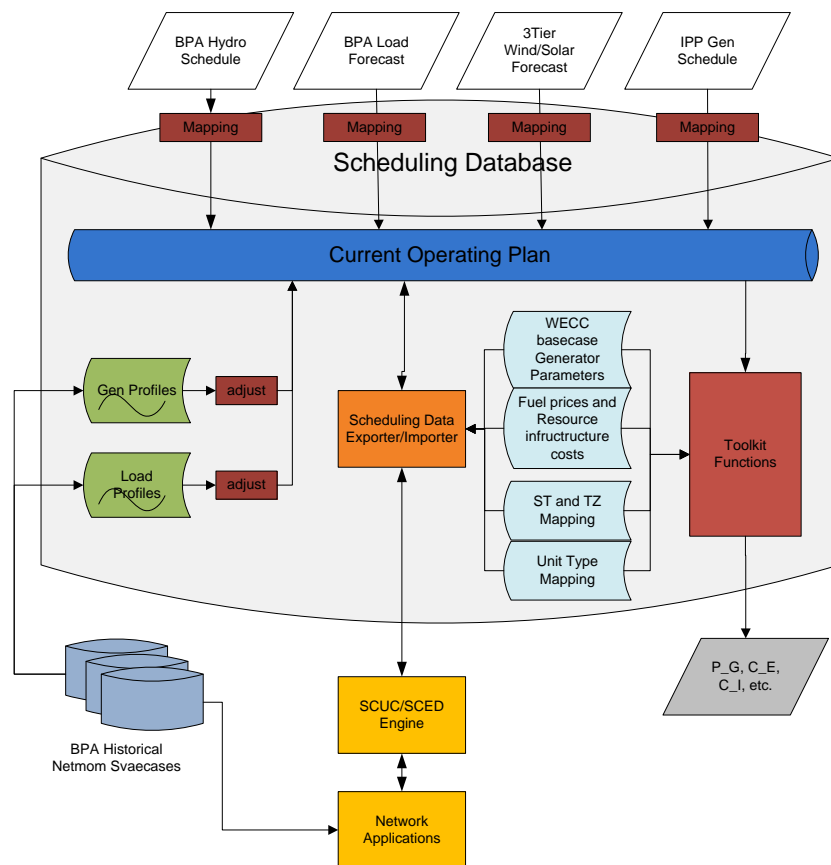 BPA Hydro
Schedule
BPA Load
Forecast
3Tier
Wind/Solar
Forecast
IPP Gen
Schedule
Mapping
Mapping
Mapping
Mapping
Scheduling Database
Current Operating Plan
WECC
basecase
Generator
Parameters
Gen Profiles
adjust
Fuel prices and
Resource
infructructure
costs
Scheduling Data
Exporter/Importer
Toolkit
Functions
Load
Profiles
adjust
ST and TZ
Mapping
Unit Type
Mapping
P_G, C_E,
C_I, etc.
SCUC/SCED
Engine
BPA Historical
Netmom Svaecases
Network
Applications